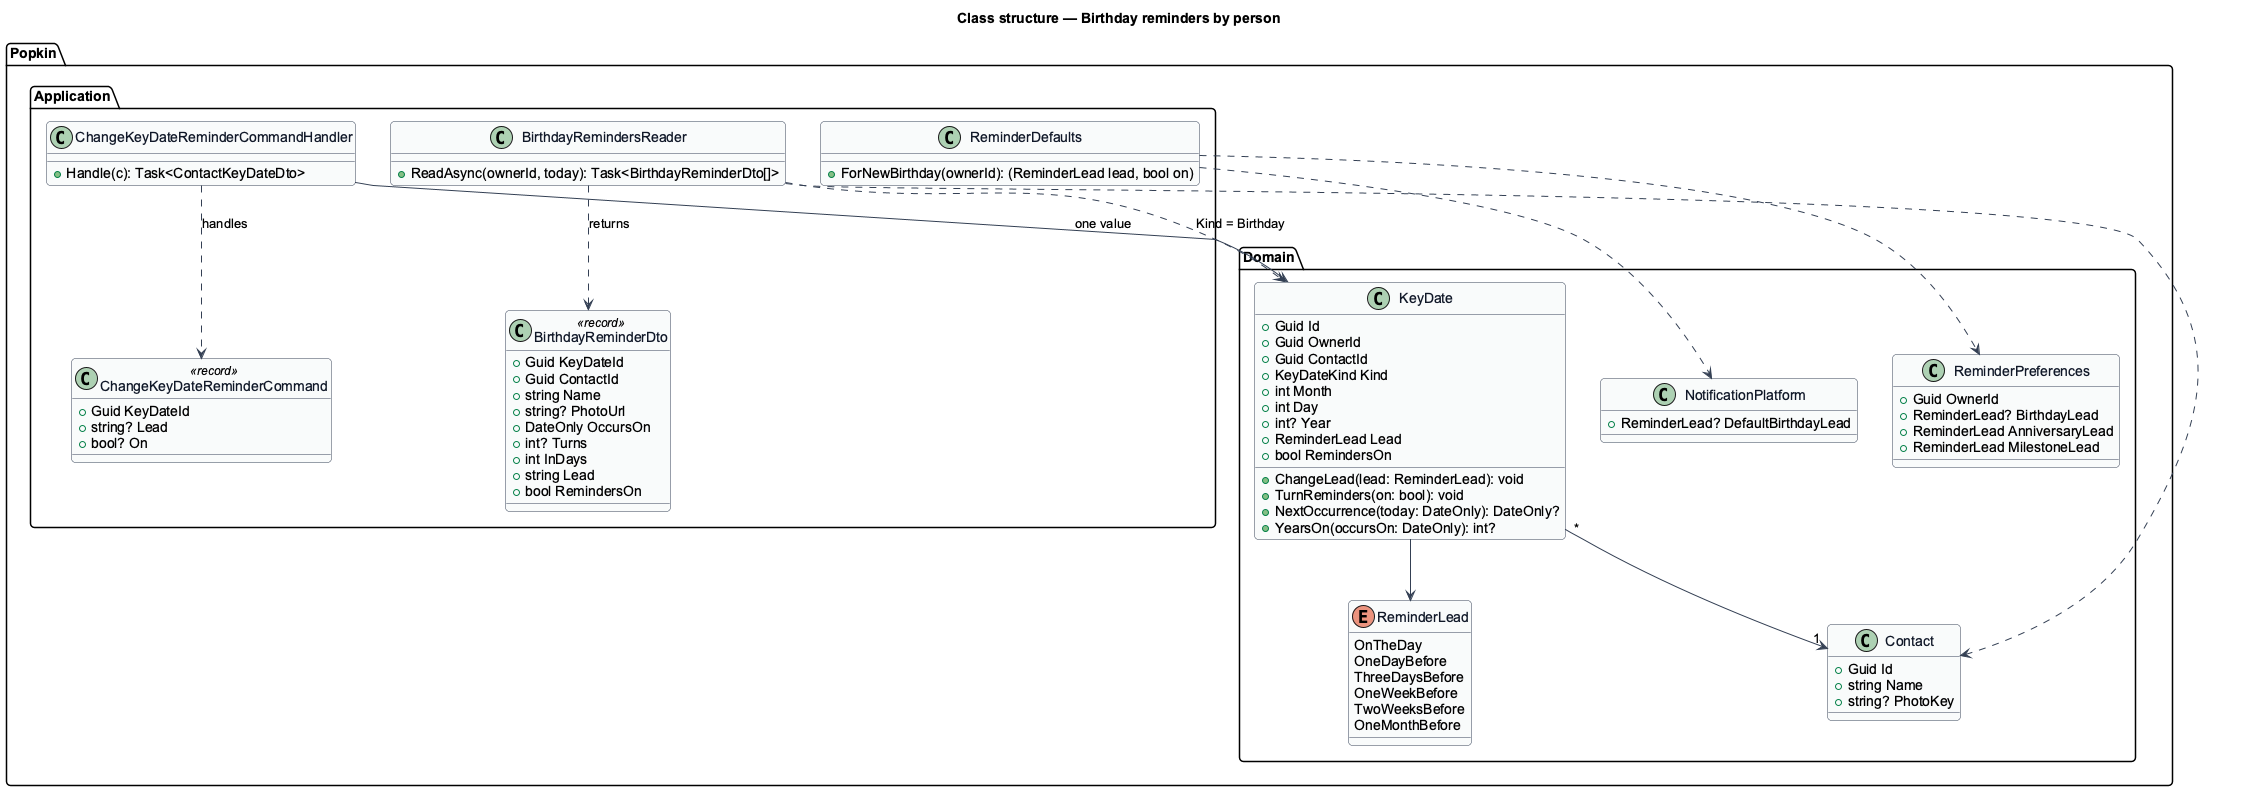 Class structure — Birthday reminders by person
Popkin
Application
C ChangeKeyDateReminderCommandHandler
Handle(c): Task<ContactKeyDateDto>
C BirthdayRemindersReader
ReadAsync(ownerId, today): Task<BirthdayReminderDto[]>
C ReminderDefaults
ForNewBirthday(ownerId): (ReminderLead lead, bool on)
handles
returns
one value
Kind = Birthday
C «record»
ChangeKeyDateReminderCommand
Guid KeyDateId
string? Lead
bool? On
C «record»
BirthdayReminderDto
Guid KeyDateId
Guid ContactId
string Name
string? PhotoUrl
DateOnly OccursOn
int? Turns
int InDays
string Lead
bool RemindersOn
Domain
C KeyDate
Guid Id
Guid OwnerId
Guid ContactId
KeyDateKind Kind
int Month
int Day
int? Year
ReminderLead Lead
bool RemindersOn
ChangeLead(lead: ReminderLead): void
TurnReminders(on: bool): void
NextOccurrence(today: DateOnly): DateOnly?
YearsOn(occursOn: DateOnly): int?
C NotificationPlatform
ReminderLead? DefaultBirthdayLead
C ReminderPreferences
Guid OwnerId
ReminderLead? BirthdayLead
ReminderLead AnniversaryLead
ReminderLead MilestoneLead
*
1
E ReminderLead
OnTheDay
OneDayBefore
ThreeDaysBefore
OneWeekBefore
TwoWeeksBefore
OneMonthBefore
C Contact
Guid Id
string Name
string? PhotoKey